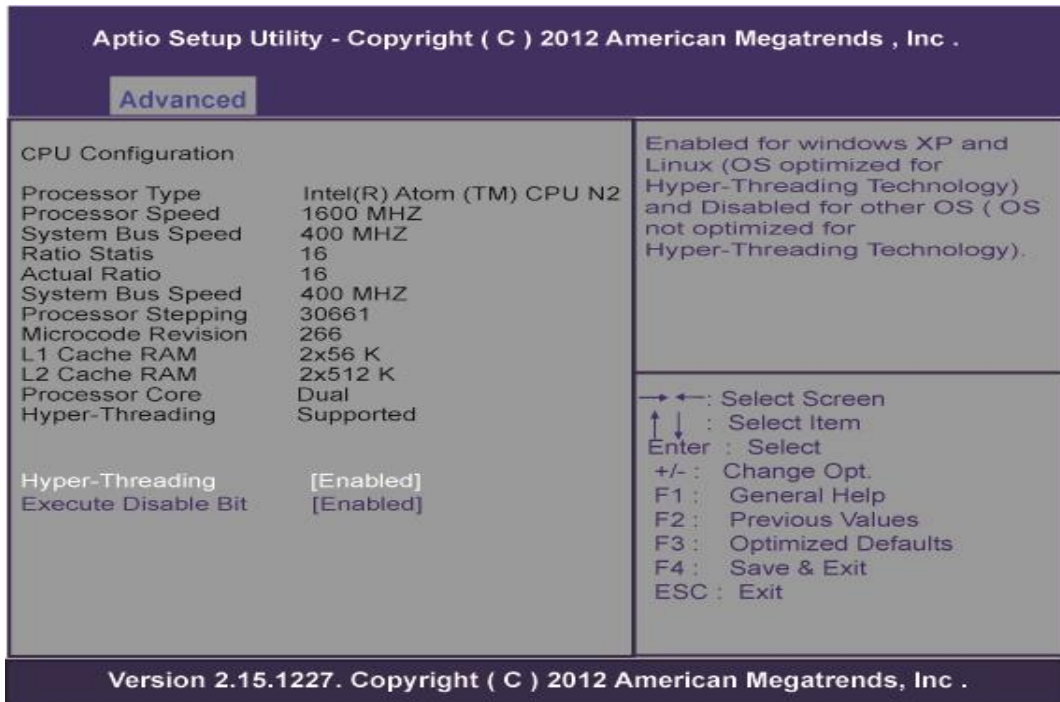 Aptio Setup Utility - Copyright ( C ) 2012 American Megatrends , Inc .
Advanced
CPU Configuration
Processor Type Intel(R) Atom (TM) CPU N2
Processor Speed 1600 MHZ
System Bus Speed 400 MHZ
Ratio Statis 16
Actual Ratio 16
System Bus Speed 400 MHZ
Processor Stepping 30661
Microcode Revision 266
L1 Cache RAM 2x56 K
L2 Cache RAM 2x512 K
Processor Core Dual
Hyper-Threading Supported
Hyper-Threading [Enabled]
Execute Disable Bit [Enabled]
Enabled for windows XP and
Linux (OS optimized for
Hyper-Threading Technology)
and Disabled for other OS ( OS
not optimized for
Hyper-Threading Technology).
→ ←: Select Screen
↑ ↓ : Select Item
Enter : Select
+/- : Change Opt.
F1 : General Help
F2 : Previous Values
F3 : Optimized Defaults
F4 : Save & Exit
ESC : Exit
Version 2.15.1227. Copyright ( C ) 2012 American Megatrends, Inc .